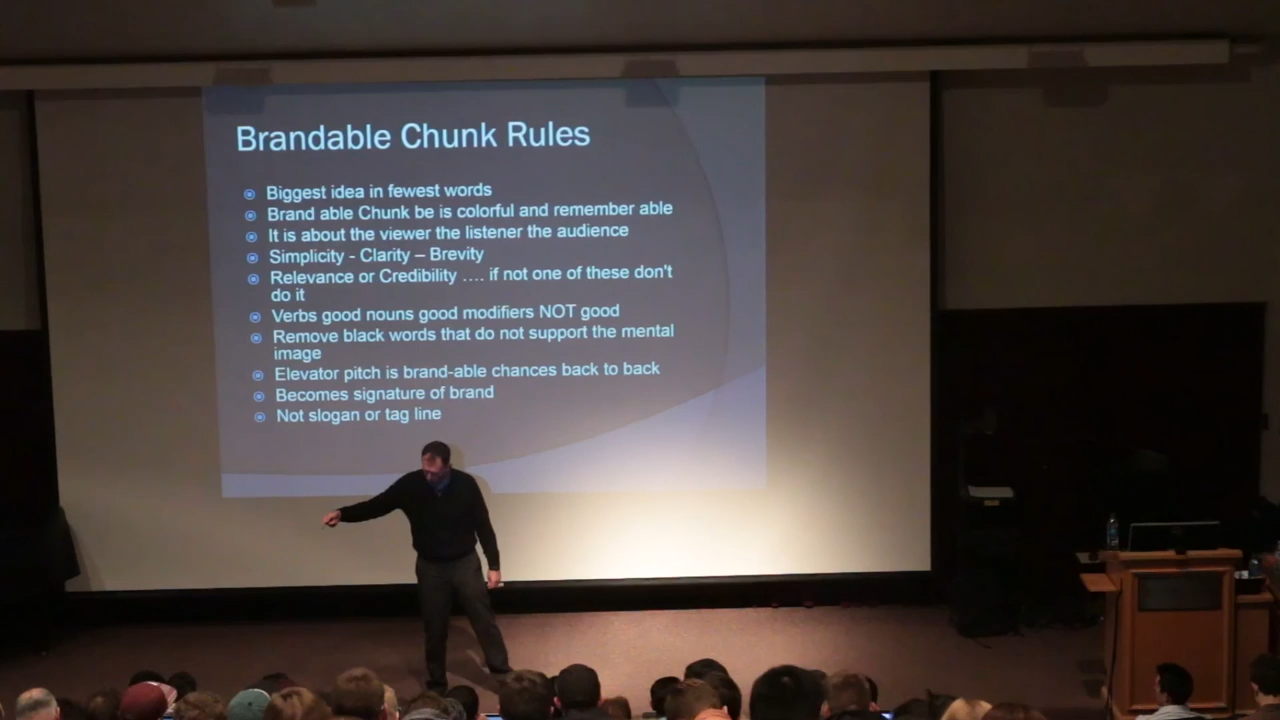 Brandable Chunk Rules
Biggest idea in fewest words
Brand able Chunk be is colorful and remember able
It is about the viewer the listener the audience
Simplicity - Clarity – Brevity
Relevance or Credibility .... if not one of these don't
do it
Verbs good nouns good modifiers NOT good
Remove black words that do not support the mental
image
Elevator pitch is brand-able chances back to back
Becomes signature of brand
Not slogan or tag line